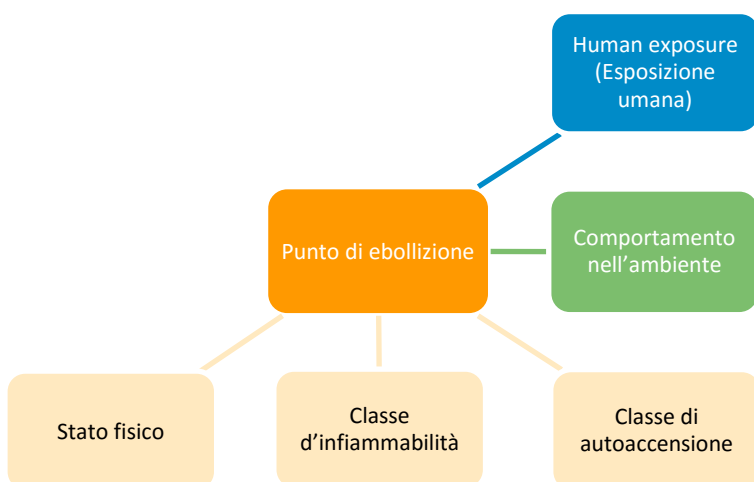 Human exposure
(Esposizione
umana)
Punto di ebollizione
Comportamento
nell'ambiente
Stato fisico
Classe
d'infiammabilità
Classe di
autoaccensione